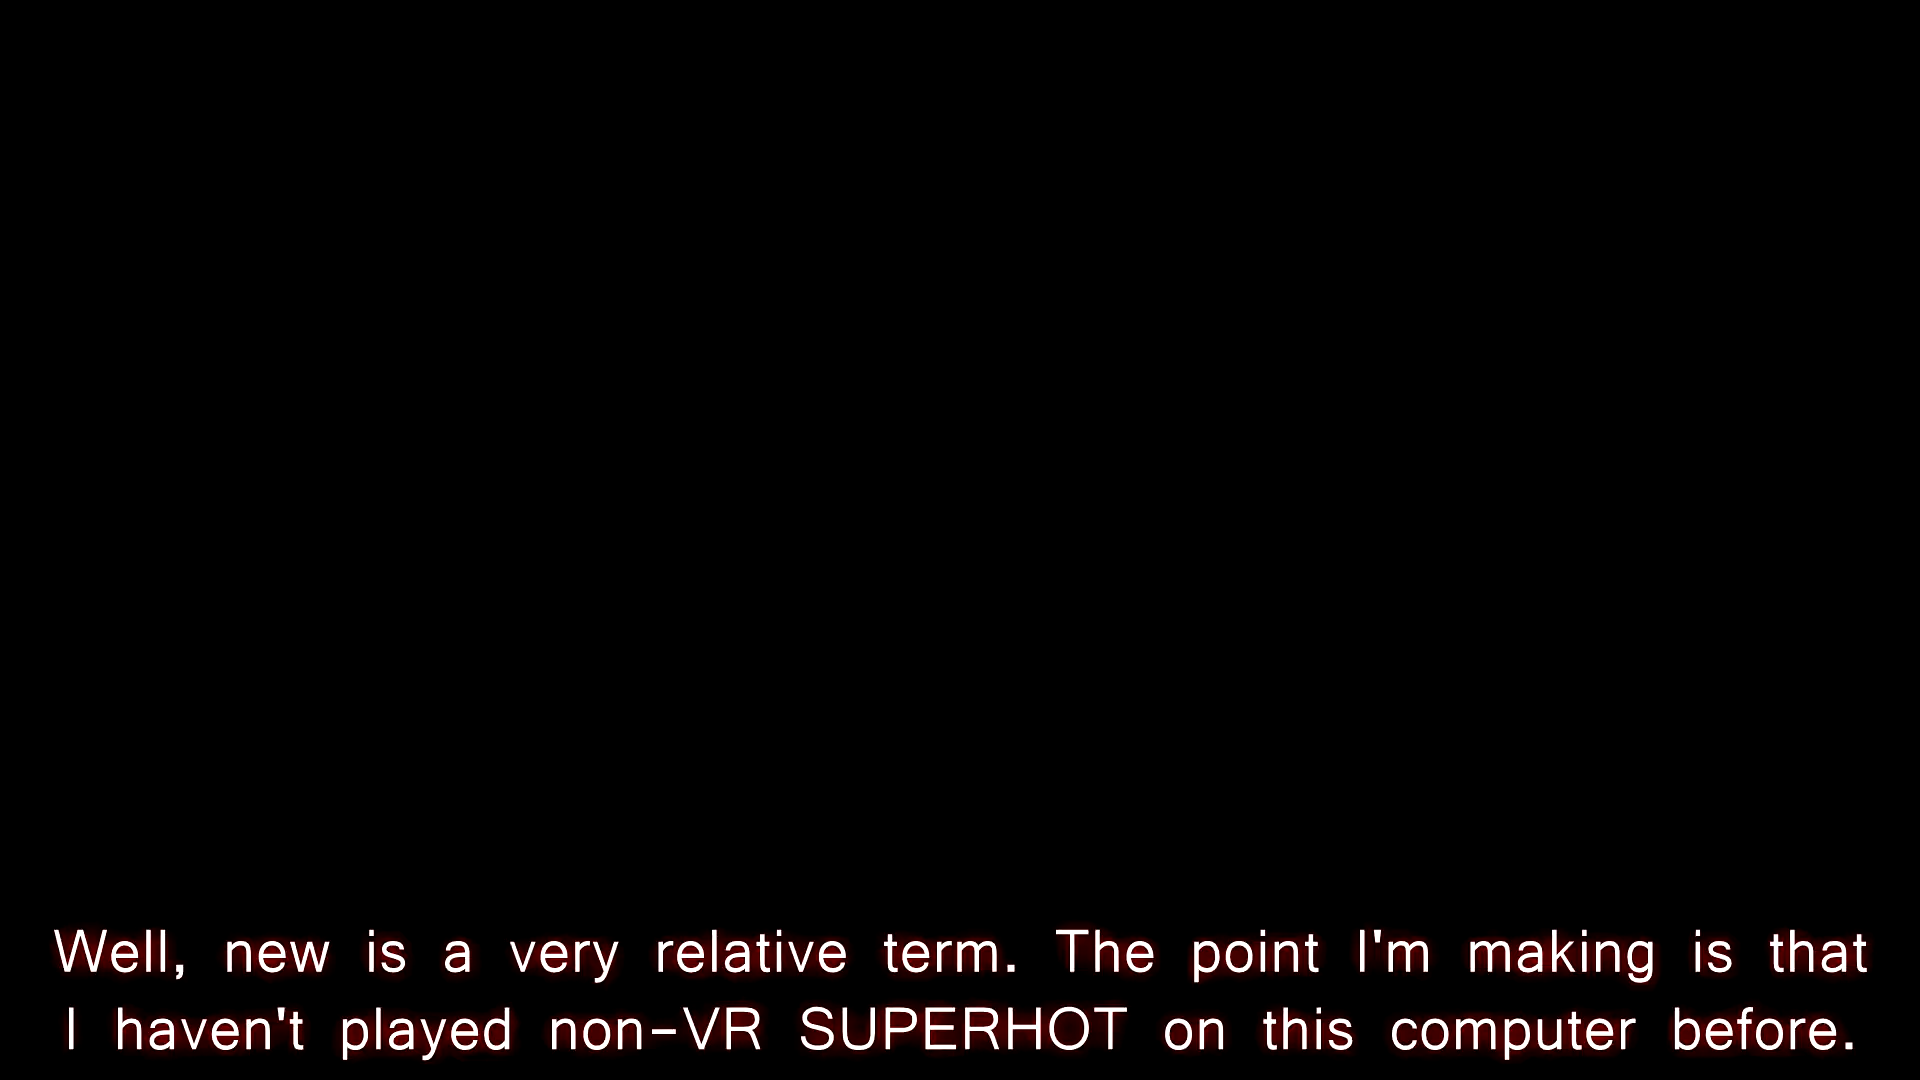 Well, new is a very relative term. The point I'm making is that
I haven't played non-VR SUPERHOT on this computer before.